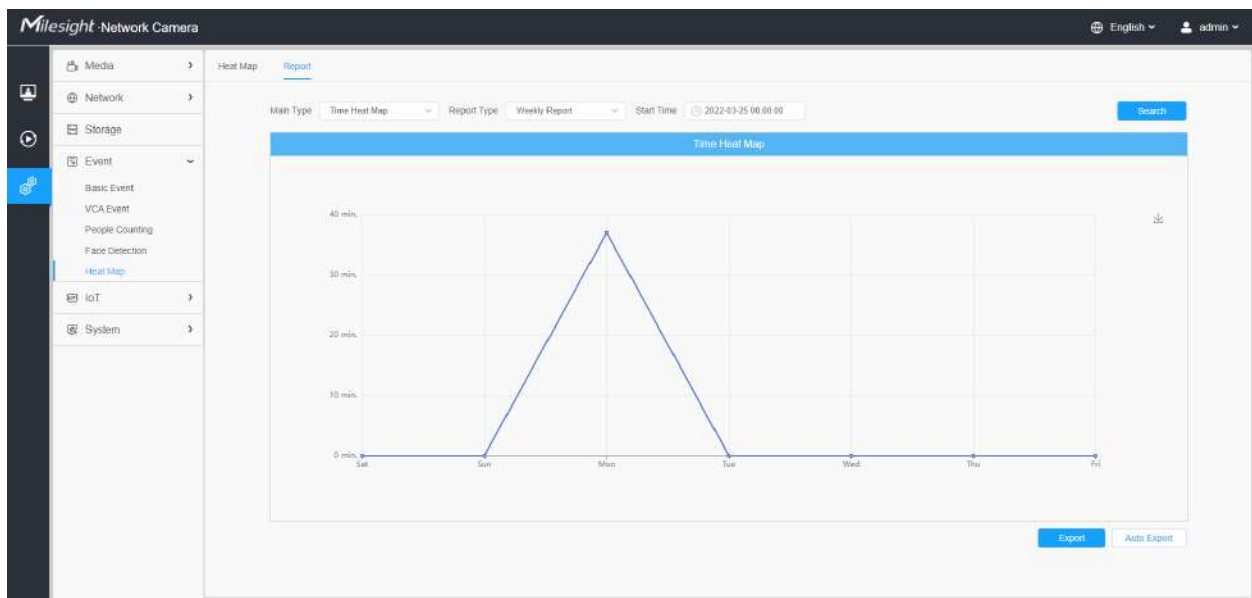 Milesight -Network Camera
English
admin
Media
Network
Storage
Event
Basic Event
VCA Event
People Counting
Face Detection
Heat Map
IoT
System
Heat Map Report
Main Type Time Heat Map Report Type Weekly Report Start Time 2022-03-25 00:00:00 Search
Time Heat Map
40 min.
30 min.
20 min.
10 min.
0 min.
Sat Sun Mon Tue Wed Thu Fri
Export Auto Export